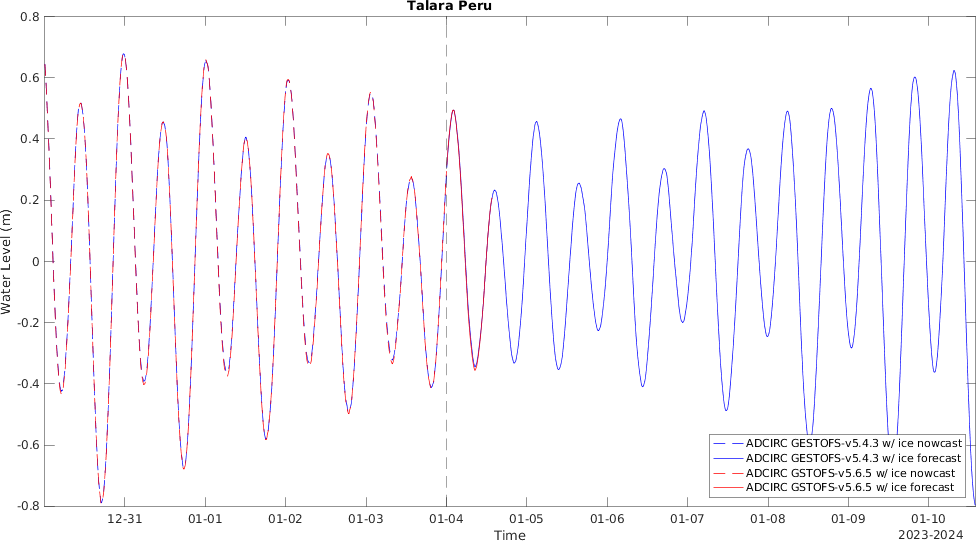 Talara Peru
Water Level (m)
0.8
0.6
0.4
0.2
0
-0.2
-0.4
-0.6
-0.8
ADCIRC GESTOFS-v5.4.3 w/ ice nowcast
ADCIRC GESTOFS-v5.4.3 w/ ice forecast
ADCIRC GSTOFS-v5.6.5 w/ ice nowcast
ADCIRC GSTOFS-v5.6.5 w/ ice forecast
12-31 01-01 01-02 01-03 01-04 01-05 01-06 01-07 01-08 01-09 01-10
Time
2023-2024